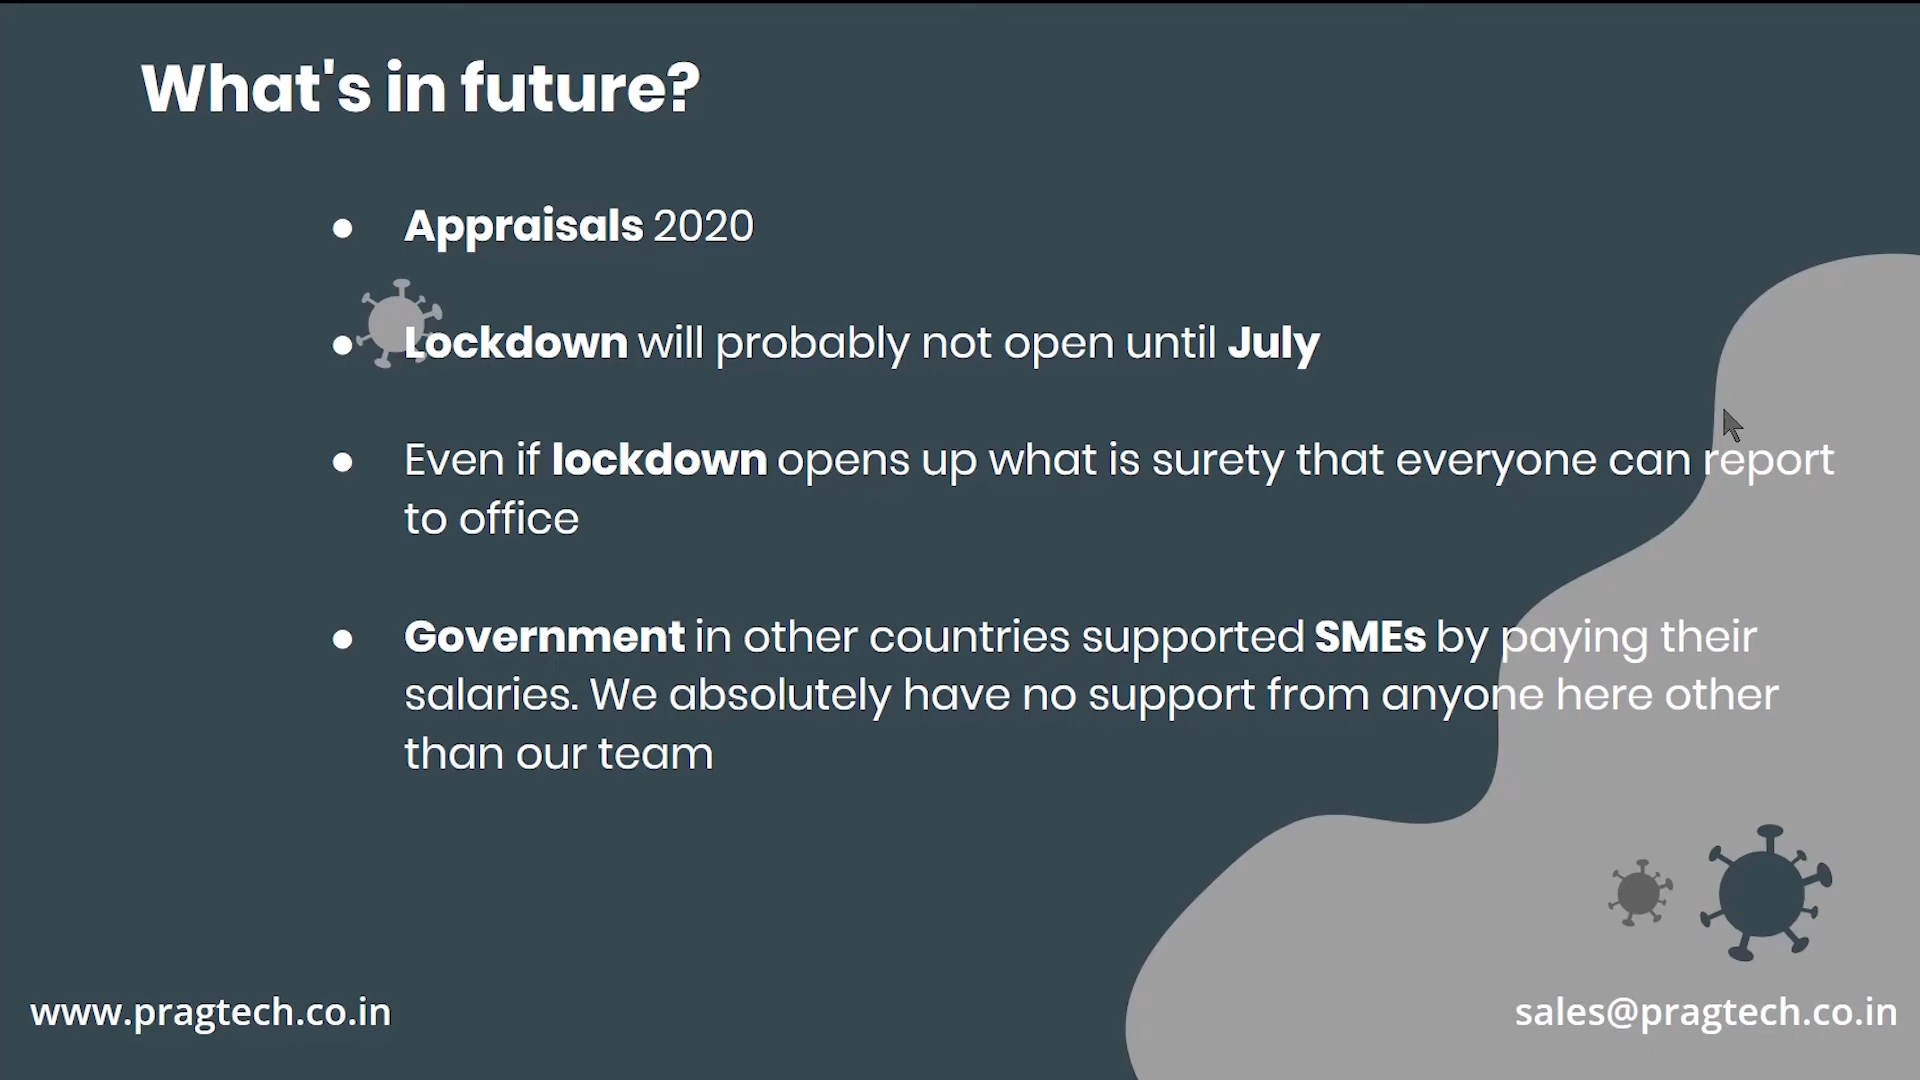 What's in future?
● Appraisals 2020
● Lockdown will probably not open until July
● Even if lockdown opens up what is surety that everyone can report
to office
● Government in other countries supported SMEs by paying their
salaries. We absolutely have no support from anyone here other
than our team
www.pragtech.co.in
sales@pragtech.co.in